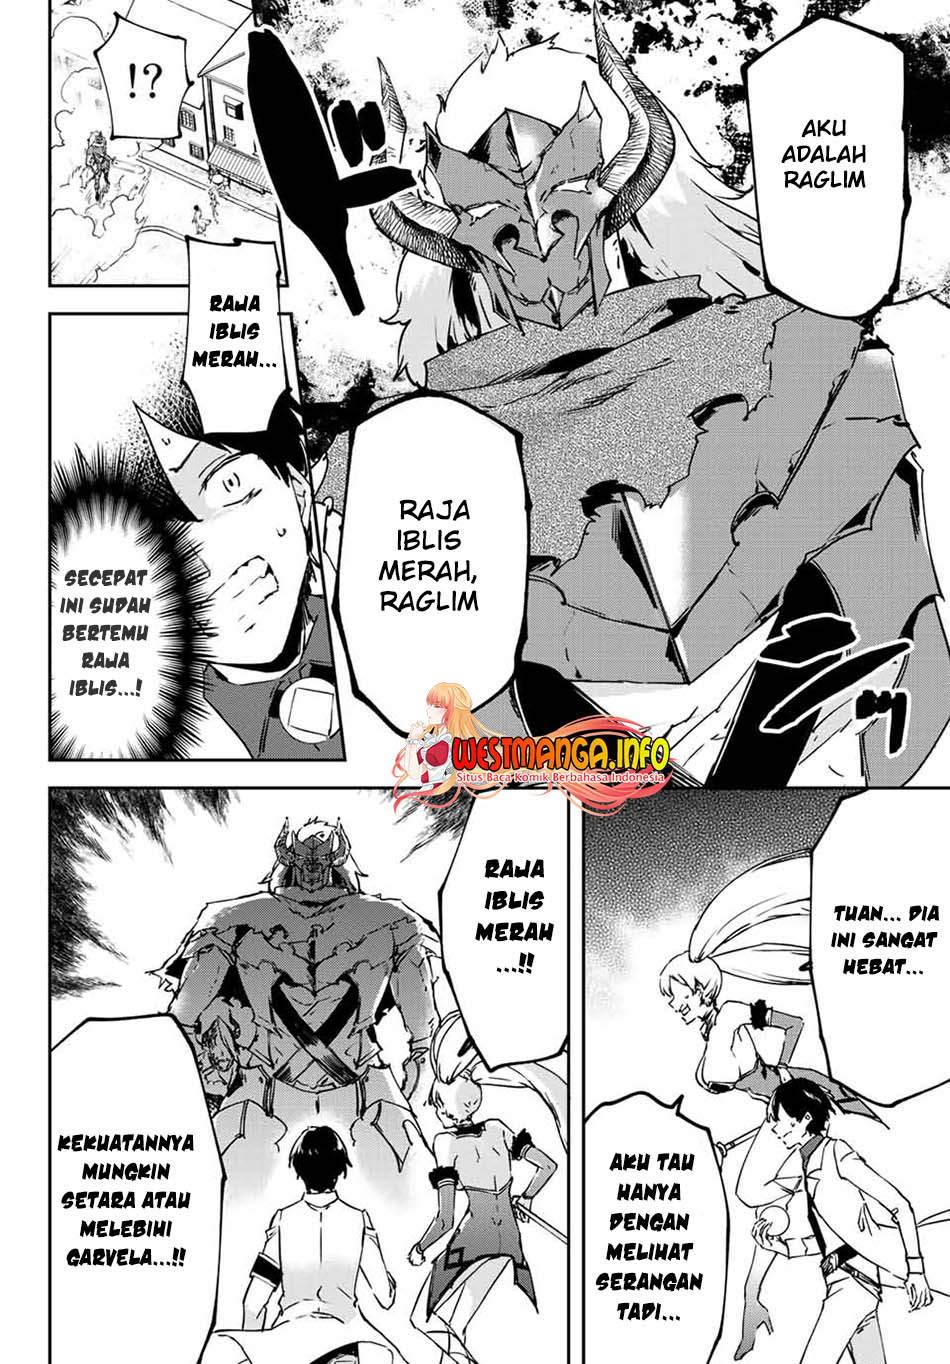 AKU
ADALAH
RAGLIM
ド
!?
RAJA
IBLIS
MERAH,
RAGLIM
RAJA
IBLIS
MERAH...
SECEPAT
INI SUDAH
BERTEMU
RAJA
IBLIS...!
WESTMANGA.INFO
Situs Baca Komik Berbahasa Indonesia
TUAN... DIA
INI SANGAT
HEBAT...
AKU TAU
HANYA
DENGAN
MELIHAT
SERANGAN
TADI...
RAJA
IBLIS
MERAH
...!!
KEKUATANNYA
MUNGKIN
SETARA ATAU
MELEBIHI
GARVELA...!!